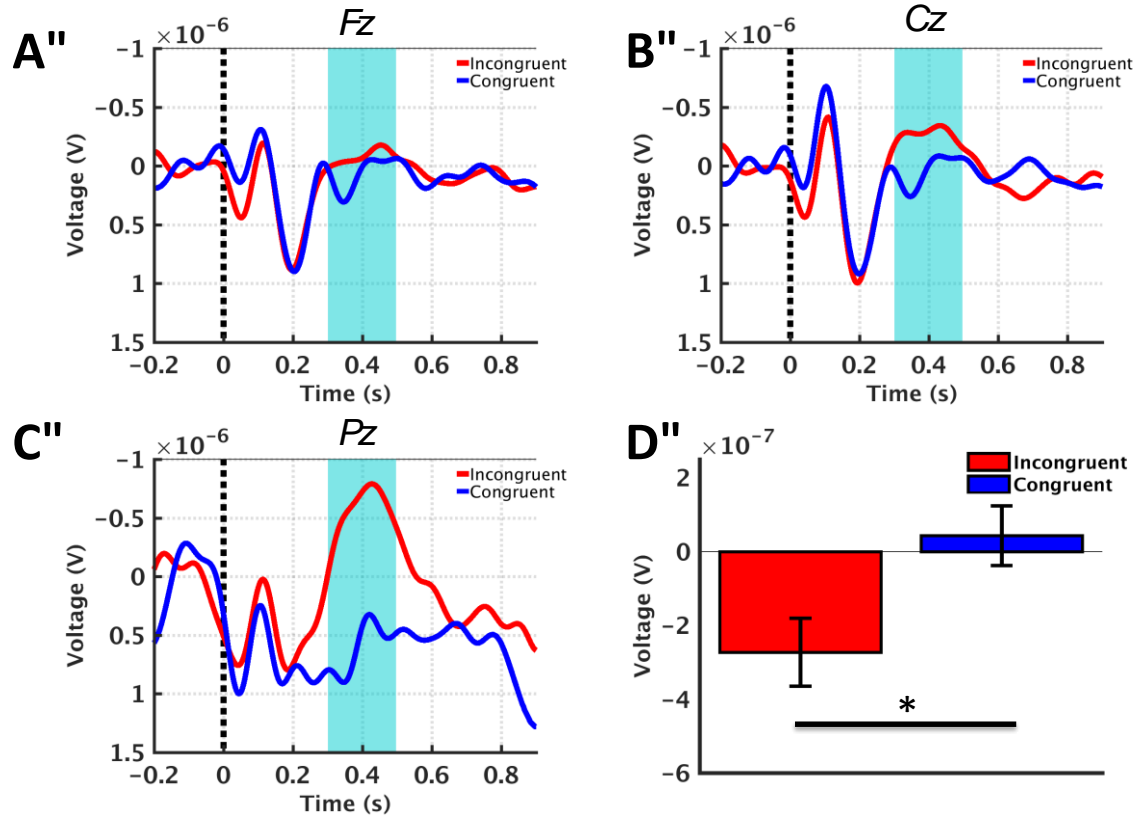 A"
×10⁻⁶
Fz
-1
-0.5
0
0.5
1
1.5
Voltage (V)
Incongruent
Congruent
-0.2 0 0.2 0.4 0.6 0.8
Time (s)
B"
×10⁻⁶
Cz
-1
-0.5
0
0.5
1
1.5
Voltage (V)
Incongruent
Congruent
-0.2 0 0.2 0.4 0.6 0.8
Time (s)
C"
×10⁻⁶
Pz
-1
-0.5
0
0.5
1
1.5
Voltage (V)
Incongruent
Congruent
-0.2 0 0.2 0.4 0.6 0.8
Time (s)
D"
×10⁻⁷
2
0
-2
-4
-6
Voltage (V)
Incongruent
Congruent
*